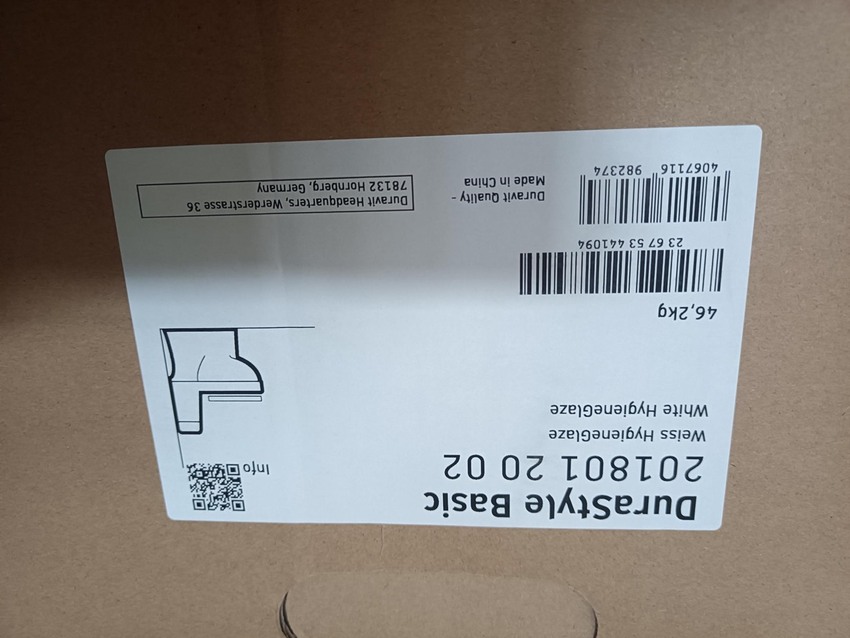 DuraStyle Basic
201801 20 02
Weiss HygieneGlaze
White HygieneGlaze
Info
46,2kg
23 67 53 441094
4067116 982374
Duravit Quality -
Made in China
Duravit Headquarters, Werderstrasse 36
78132 Hornberg, Germany